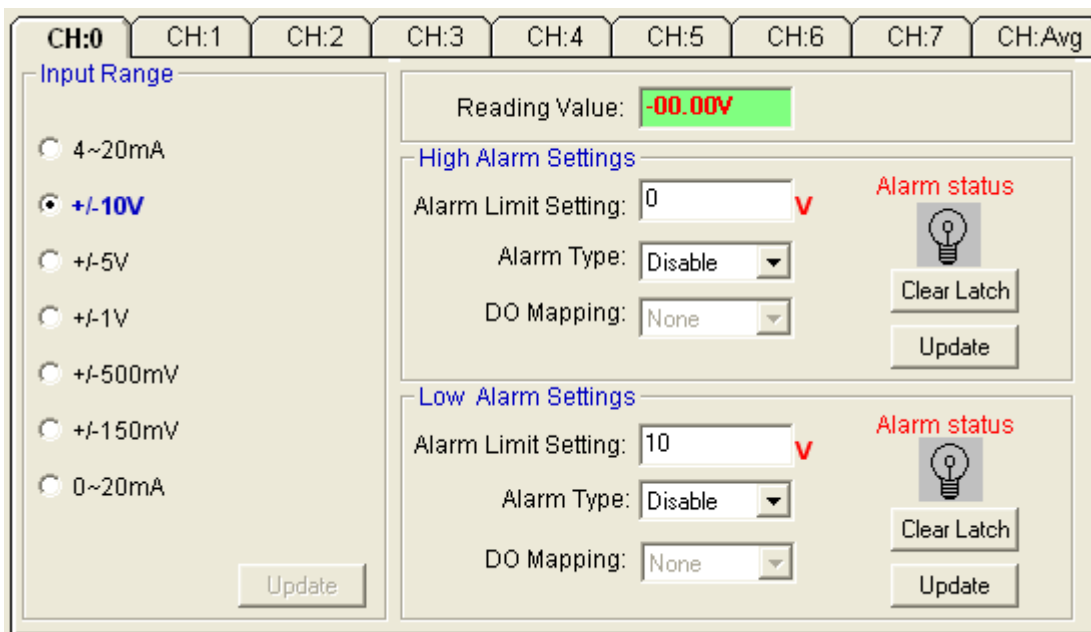 CH:0 CH:1 CH:2 CH:3 CH:4 CH:5 CH:6 CH:7 CH:Avg
Input Range
4~20mA
+/-10V
+/-5V
+/-1V
+/-500mV
+/-150mV
0~20mA
Update
Reading Value: -00.00V
High Alarm Settings
Alarm Limit Setting: 0 V
Alarm Type: Disable
DO Mapping: None
Alarm status
Clear Latch
Update
Low Alarm Settings
Alarm Limit Setting: 10 V
Alarm Type: Disable
DO Mapping: None
Alarm status
Clear Latch
Update